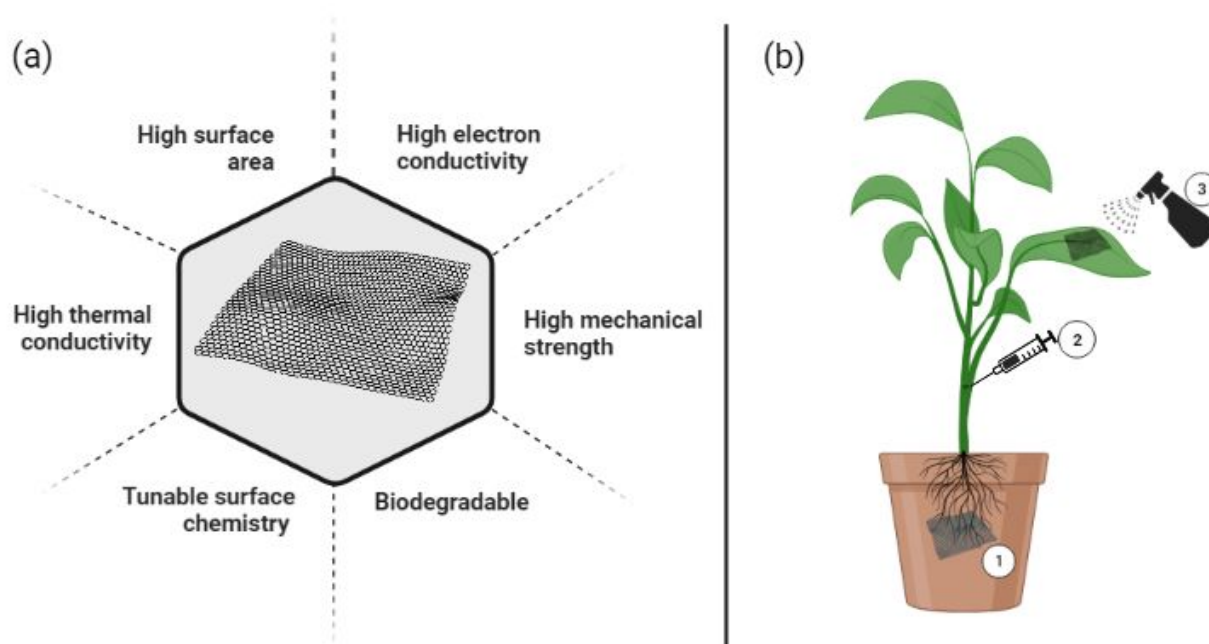 (a)
High surface
area
High electron
conductivity
High thermal
conductivity
High mechanical
strength
Tunable surface
chemistry
Biodegradable
(b)
3
2
1